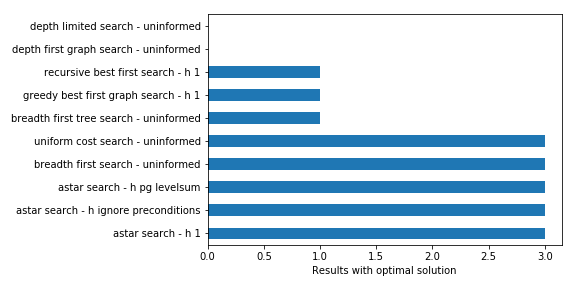 depth limited search - uninformed
depth first graph search - uninformed
recursive best first search - h 1
greedy best first graph search - h 1
breadth first tree search - uninformed
uniform cost search - uninformed
breadth first search - uninformed
astar search - h pg levelsum
astar search - h ignore preconditions
astar search - h 1
0.0 0.5 1.0 1.5 2.0 2.5 3.0
Results with optimal solution